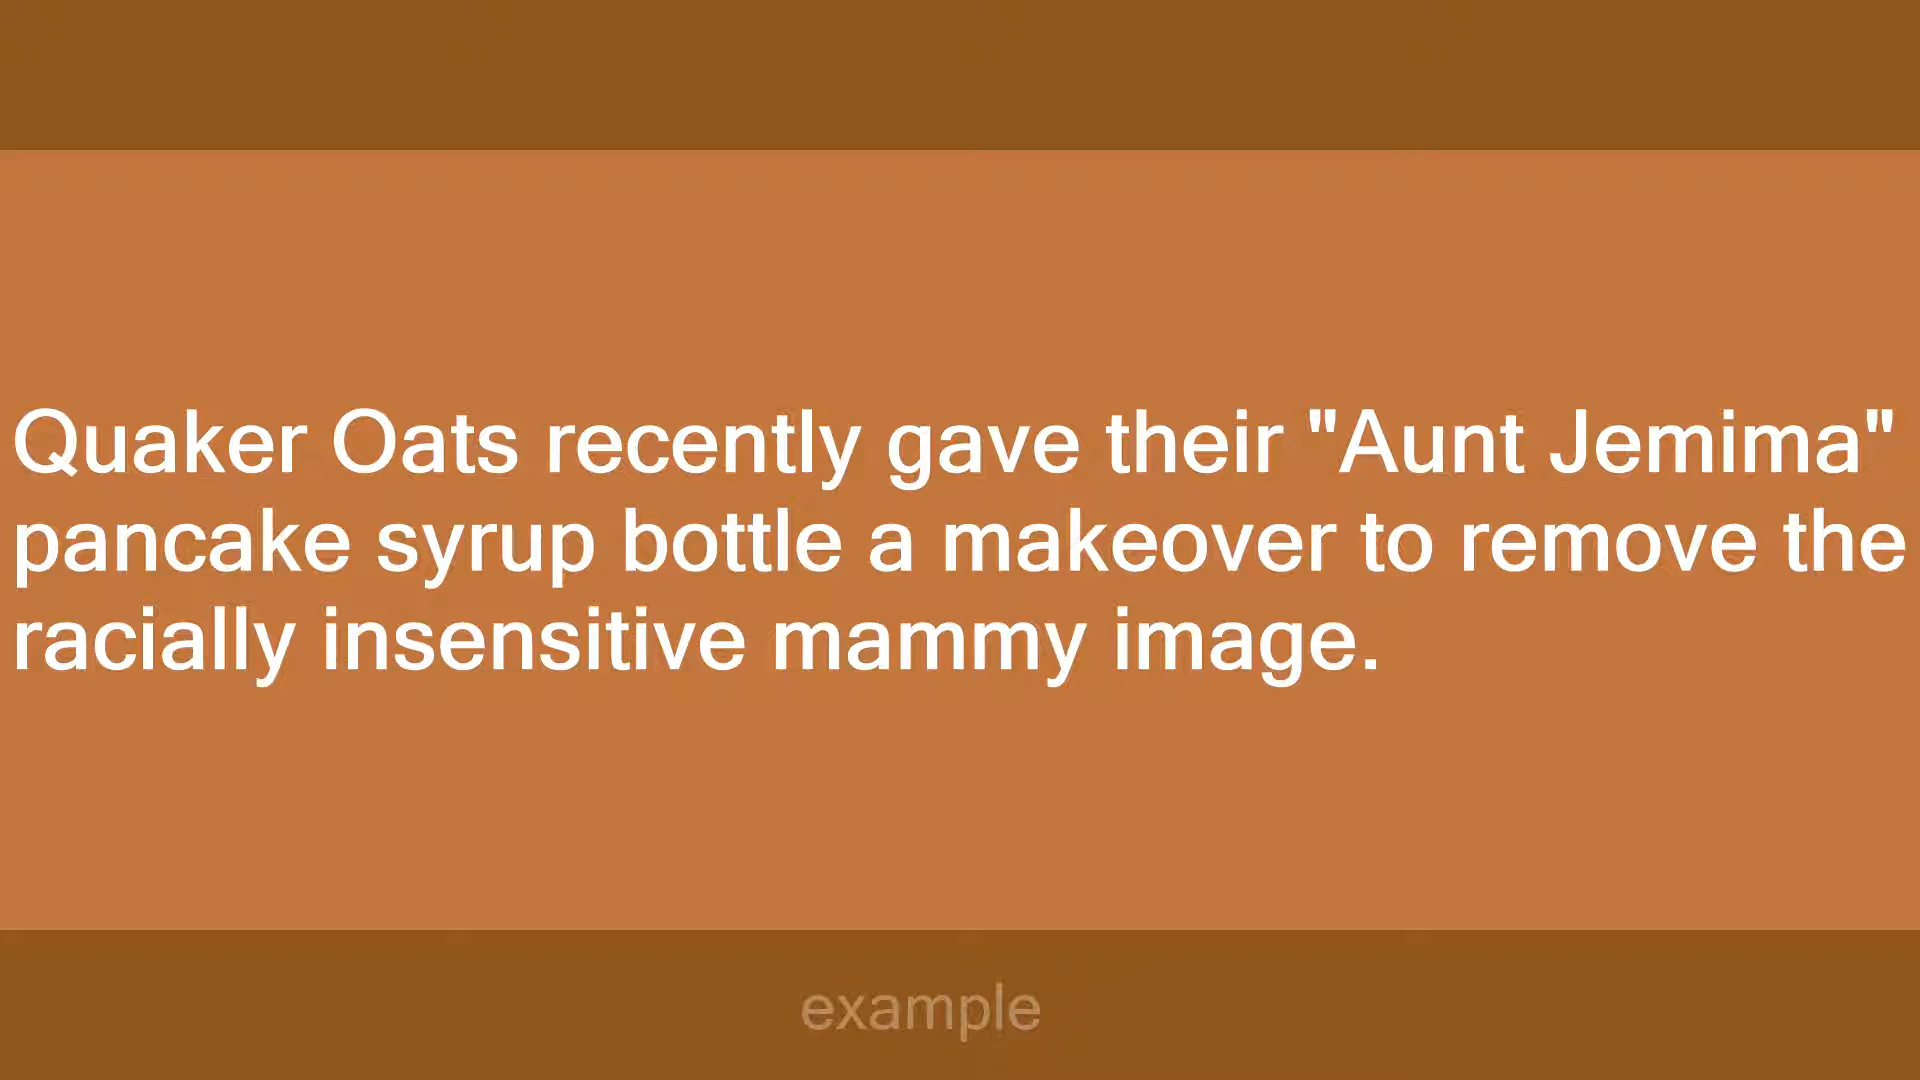 Quaker Oats recently gave their "Aunt Jemima"
pancake syrup bottle a makeover to remove the
racially insensitive mammy image.
example